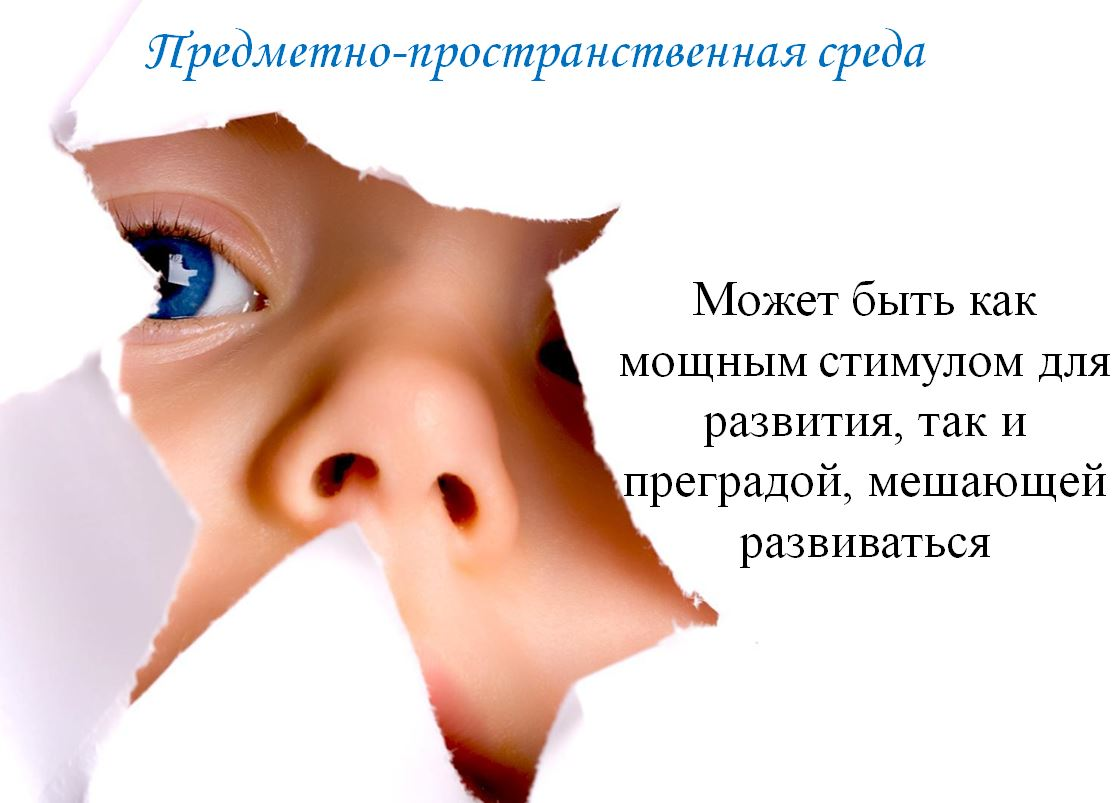 Предметно-пространственная среда
Может быть как
мощным стимулом для
развития, так и
преградой, мешающей
развиваться